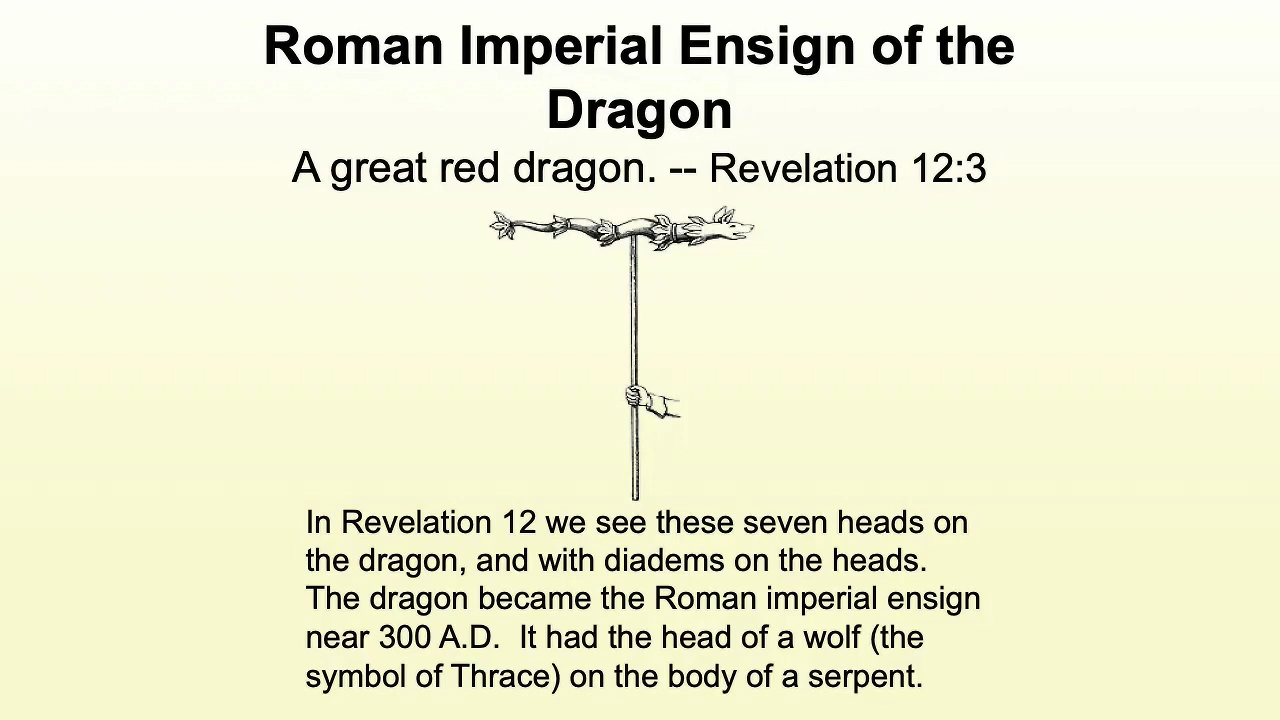 Roman Imperial Ensign of the
Dragon
A great red dragon. -- Revelation 12:3
In Revelation 12 we see these seven heads on
the dragon, and with diadems on the heads.
The dragon became the Roman imperial ensign
near 300 A.D.  It had the head of a wolf (the
symbol of Thrace) on the body of a serpent.